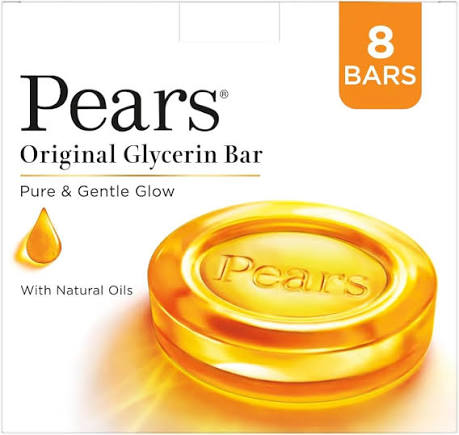 8
BARS
Pears®
Original Glycerin Bar
Pure & Gentle Glow
With Natural Oils
Pears